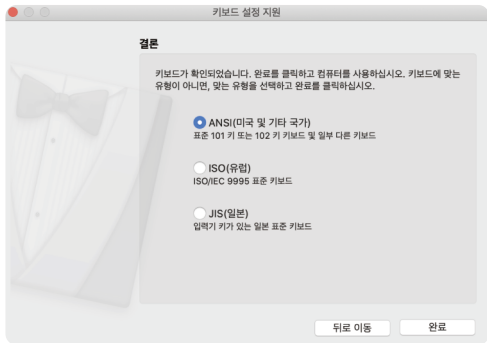 키보드 설정 지원
결론
키보드가 확인되었습니다. 완료를 클릭하고 컴퓨터를 사용하십시오. 키보드에 맞는
유형이 아니면, 맞는 유형을 선택하고 완료를 클릭하십시오.
ANSI(미국 및 기타 국가)
표준 101 키 또는 102 키 키보드 및 일부 다른 키보드
ISO(유럽)
ISO/IEC 9995 표준 키보드
JIS(일본)
입력기 키가 있는 일본 표준 키보드
뒤로 이동
완료